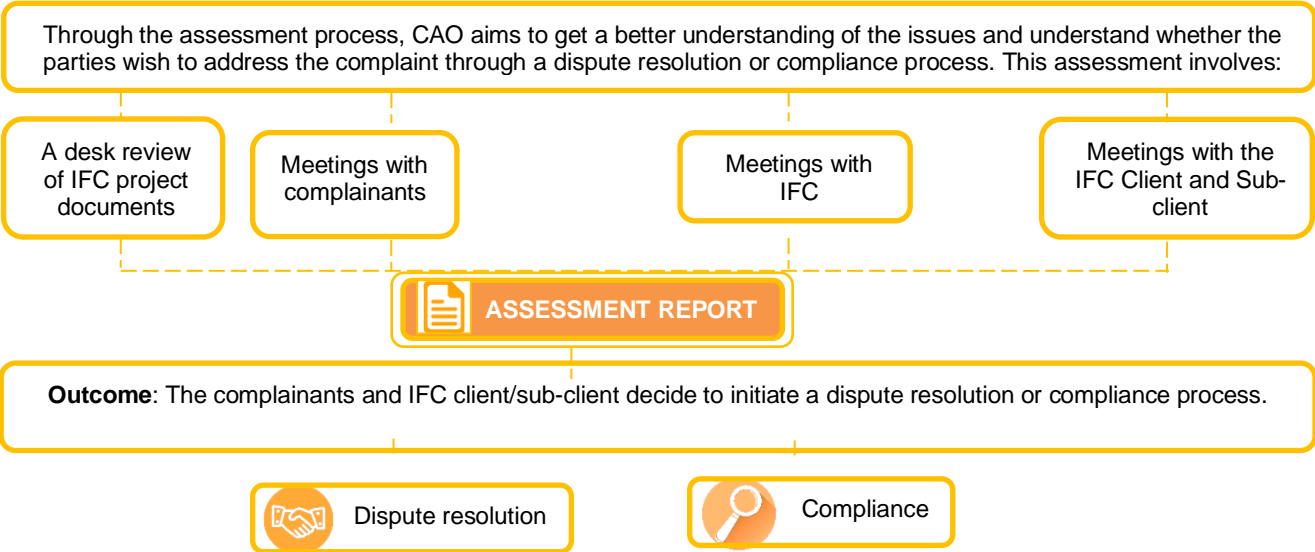 Through the assessment process, CAO aims to get a better understanding of the issues and understand whether the
parties wish to address the complaint through a dispute resolution or compliance process. This assessment involves:
A desk review
of IFC project
documents
Meetings with
complainants
Meetings with
IFC
Meetings with the
IFC Client and Sub-
client
ASSESSMENT REPORT
Outcome: The complainants and IFC client/sub-client decide to initiate a dispute resolution or compliance process.
Dispute resolution
Compliance